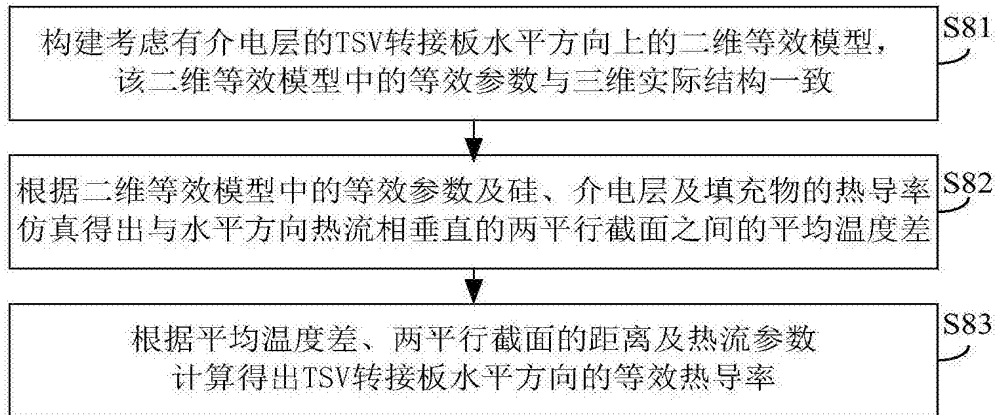 构建考虑有介电层的TSV转接板水平方向上的二维等效模型，
该二维等效模型中的等效参数与三维实际结构一致
S81
根据二维等效模型中的等效参数及硅、介电层及填充物的热导率
仿真得出与水平方向热流相垂直的两平行截面之间的平均温度差
S82
根据平均温度差、两平行截面的距离及热流参数
计算得出TSV转接板水平方向的等效热导率
S83